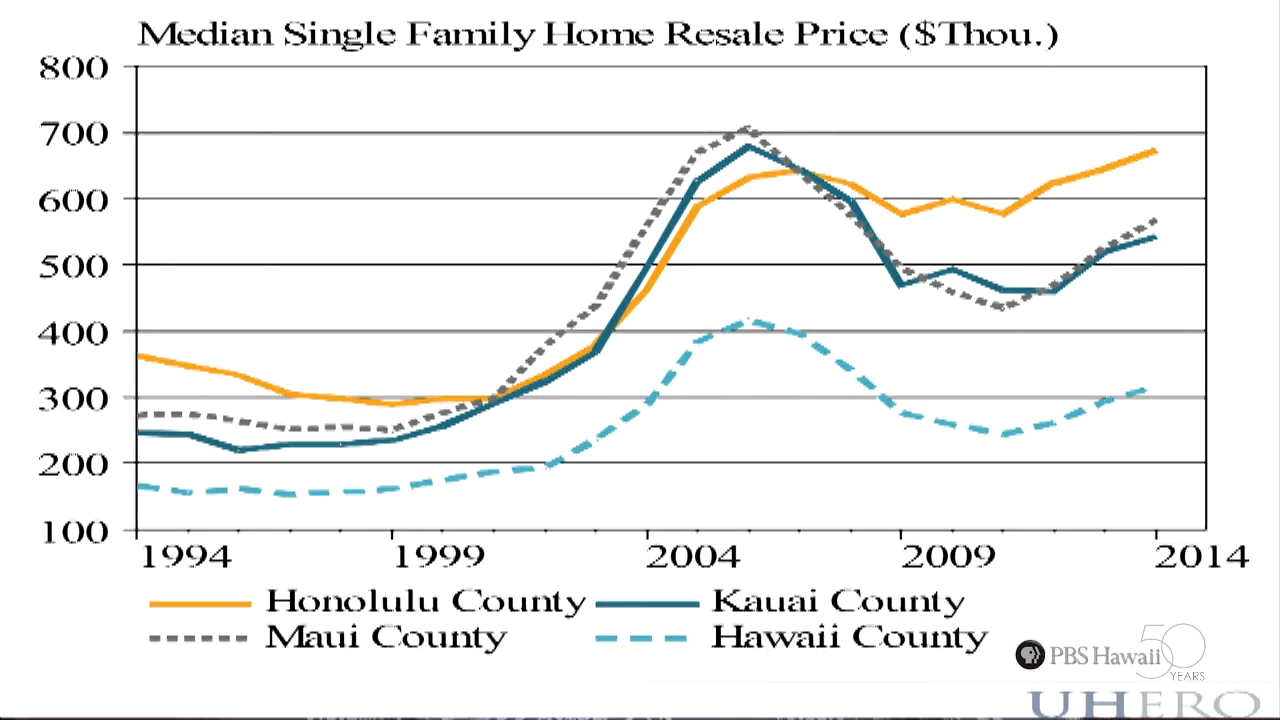 Median Single Family Home Resale Price ($Thou.)
800
700
600
500
400
300
200
100
1994 1999 2004 2009 2014
Honolulu County Kauai County
Maui County Hawaii County
PBS Hawaii 50 YEARS
UHERO